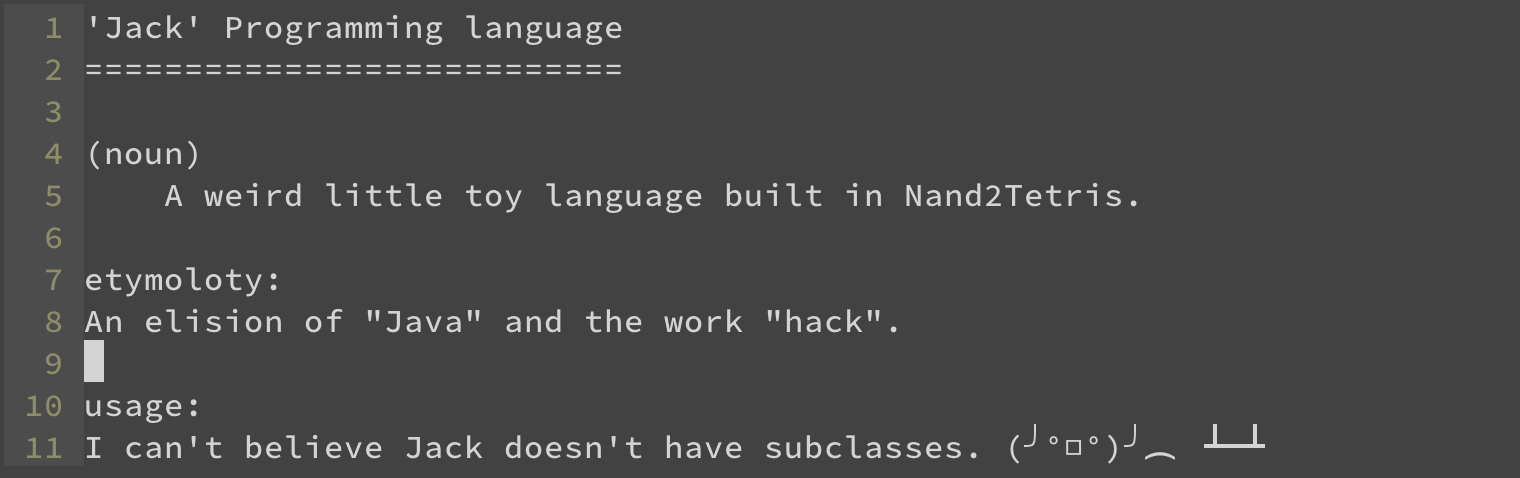 1 'Jack' Programming language
2 ===========================
3
4 (noun)
5     A weird little toy language built in Nand2Tetris.
6
7 etymoloty:
8 An elision of "Java" and the work "hack".
9
10 usage:
11 I can't believe Jack doesn't have subclasses. (╯°□°)╯︵ ┻━┻